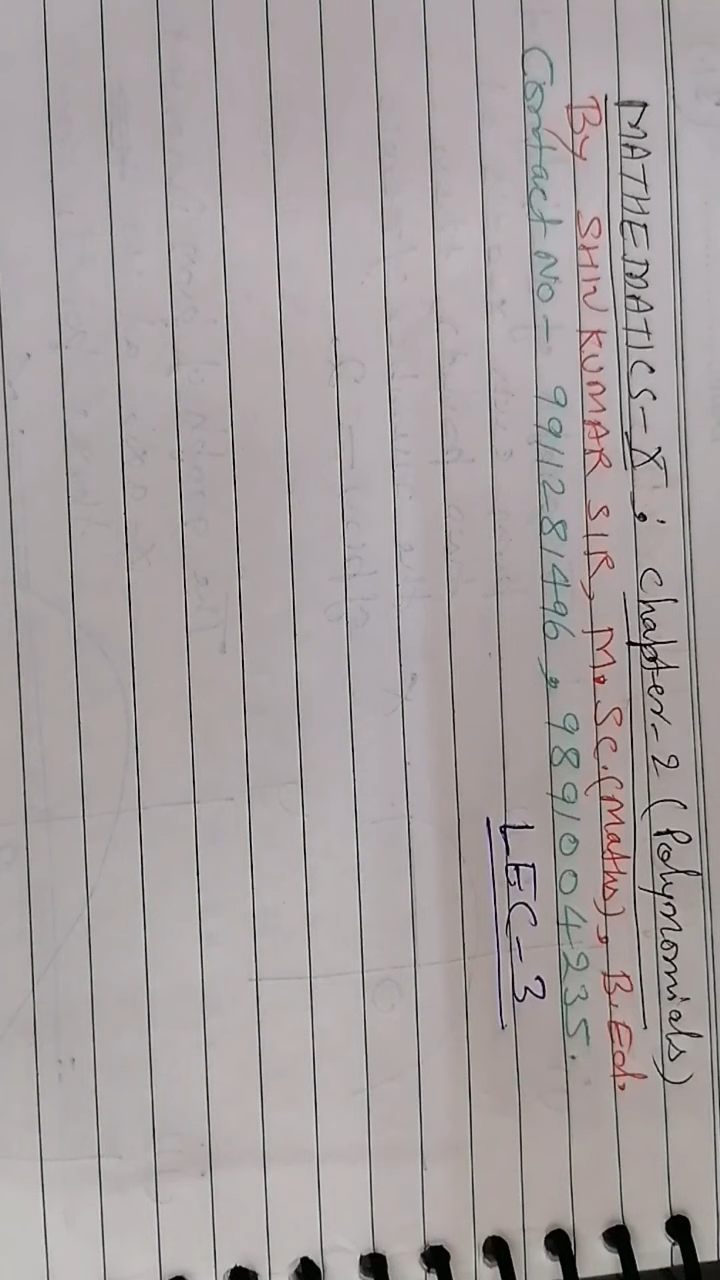 MATHEMATICS-X : Chapter-2 (Polynomials)
By SHIV KUMAR SIR, M.Sc.(Maths), B.Ed.
Contact No- 9911281496, 9891004235.
LEC-3